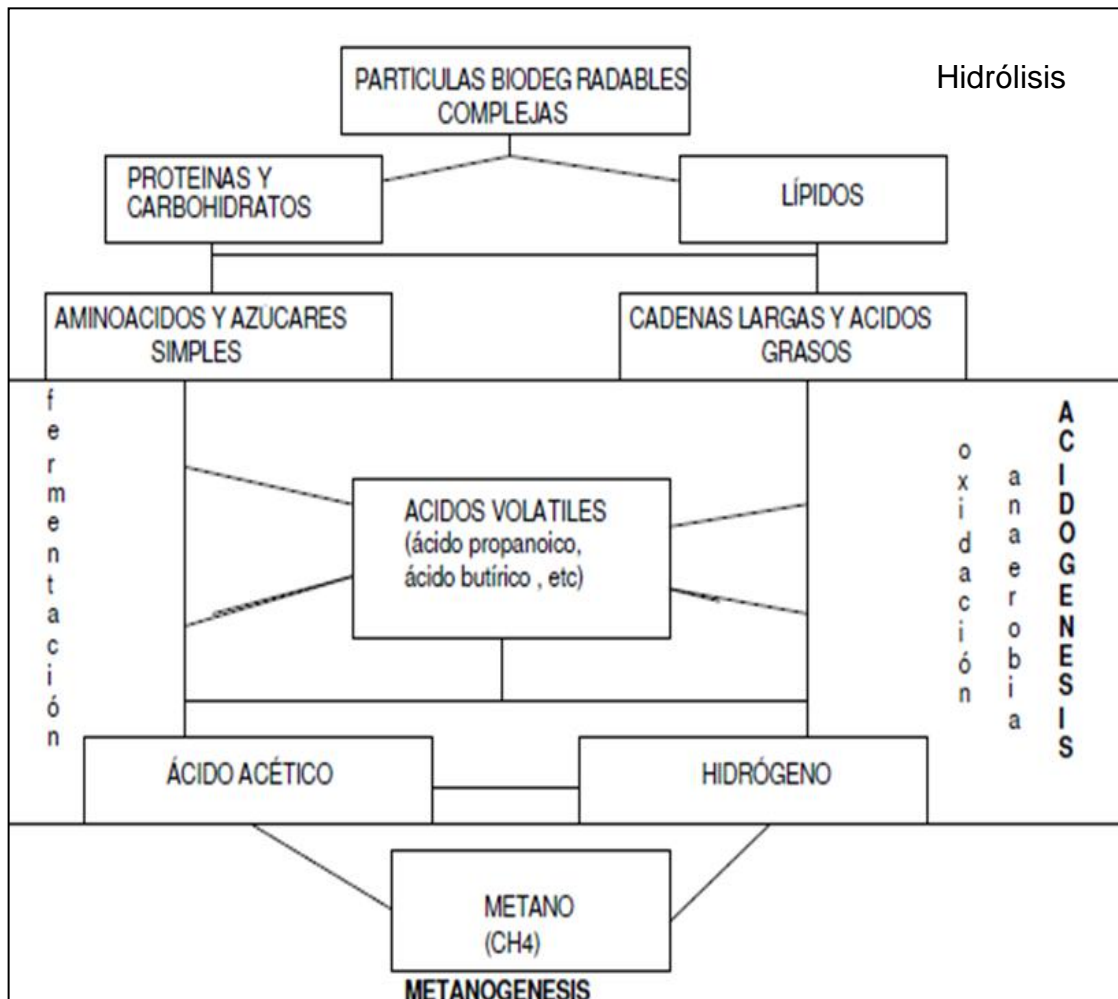 Hidrólisis
PARTICULAS BIODEG RADABLES
COMPLEJAS
PROTEINAS Y
CARBOHIDRATOS
LÍPIDOS
AMINOACIDOS Y AZÚCARES
SIMPLES
CADENAS LARGAS Y ACIDOS
GRASOS
fermentación
ACIDOS VOLATILES
(ácido propanoico,
ácido butírico , etc)
oxidación
anaerobia
ACIDOGENESIS
ÁCIDO ACÉTICO
HIDRÓGENO
METANO
(CH4)
METANOGENESIS